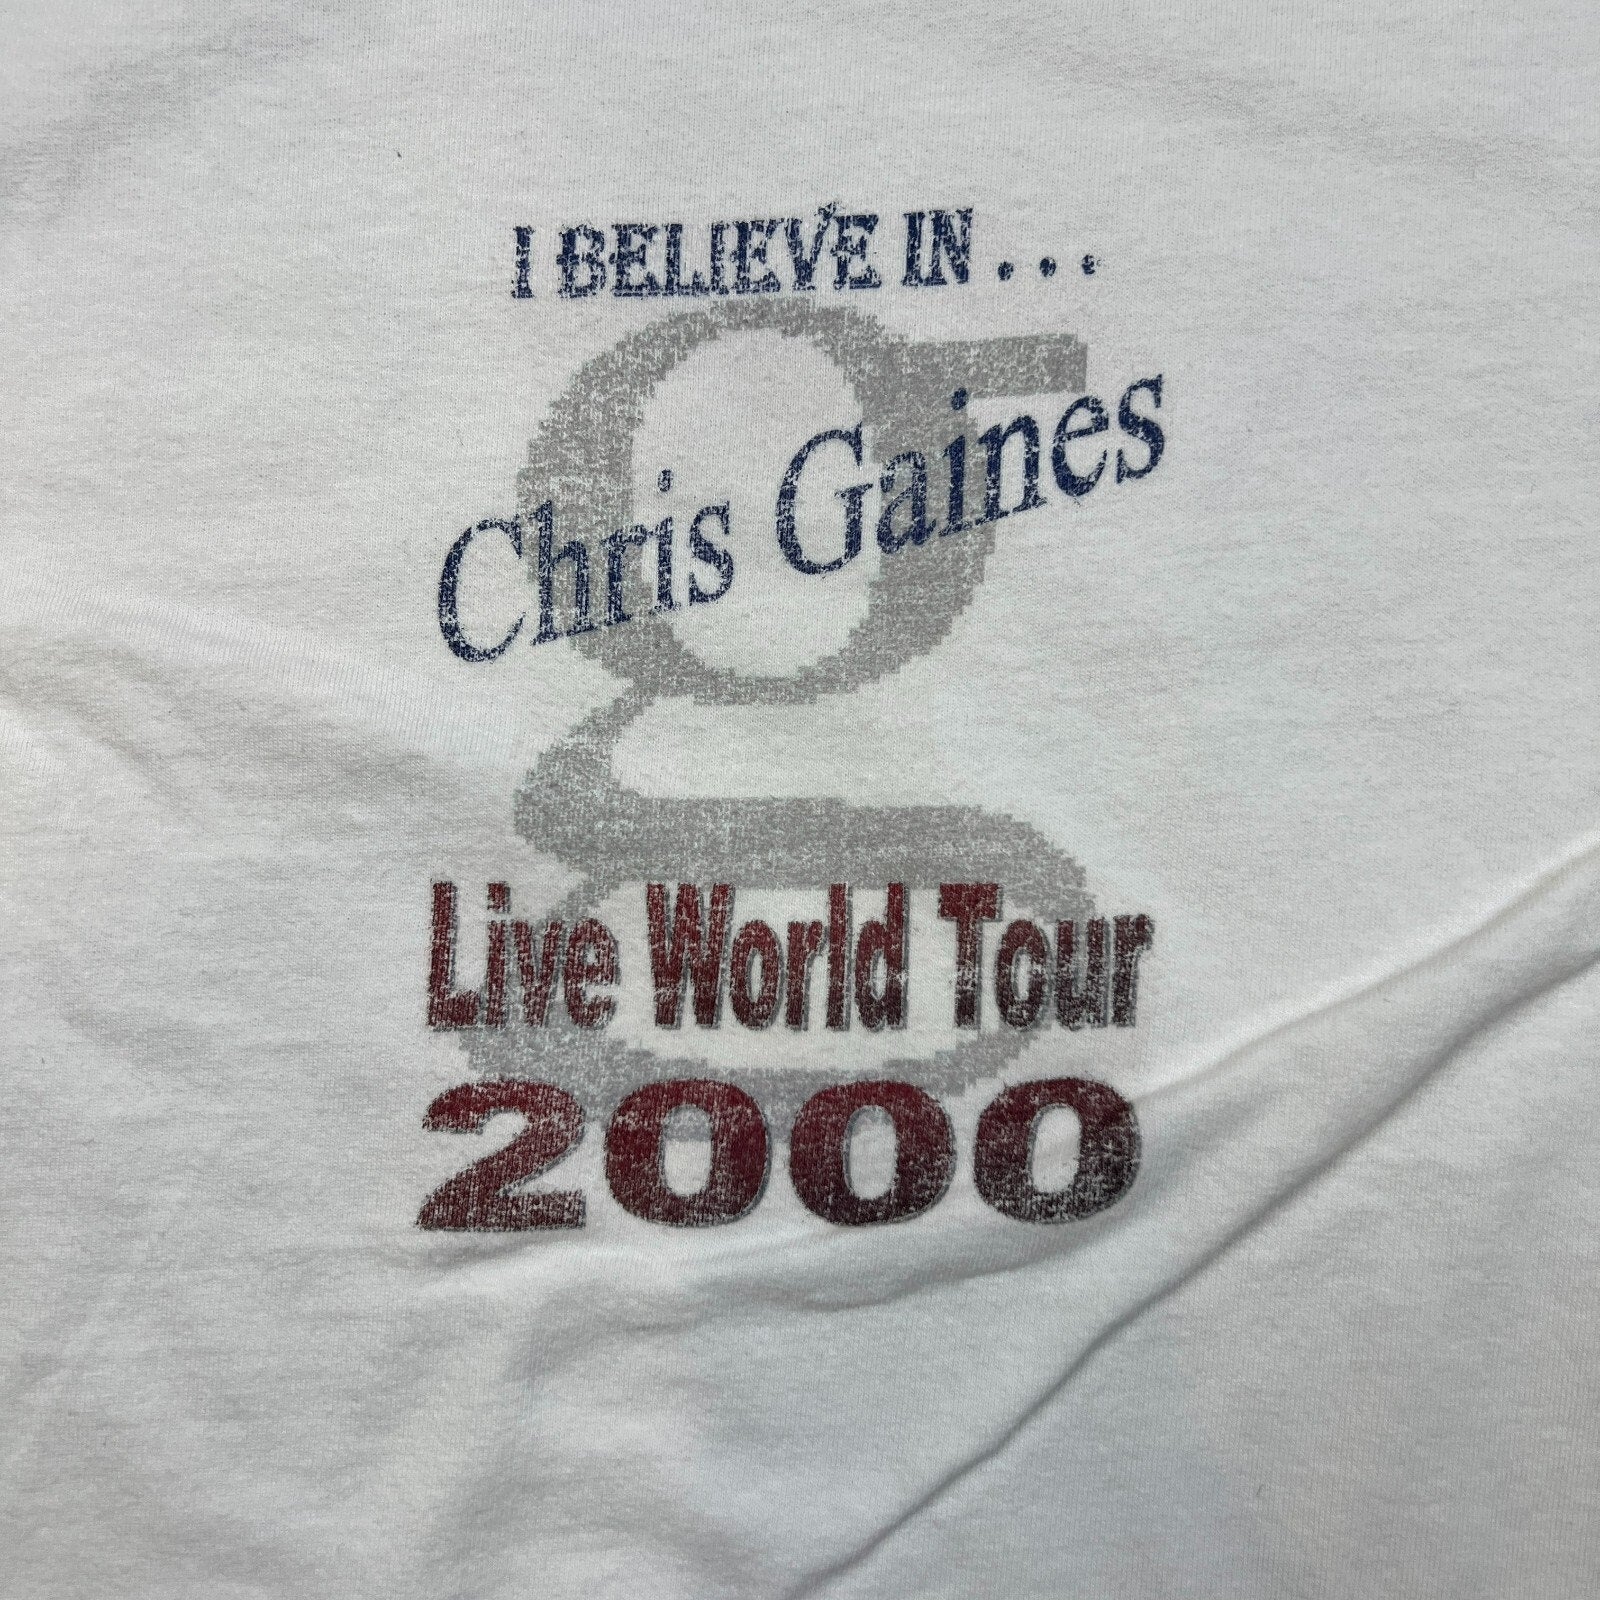 I BELIEVE IN...
g
Chris Gaines
Live World Tour
2000